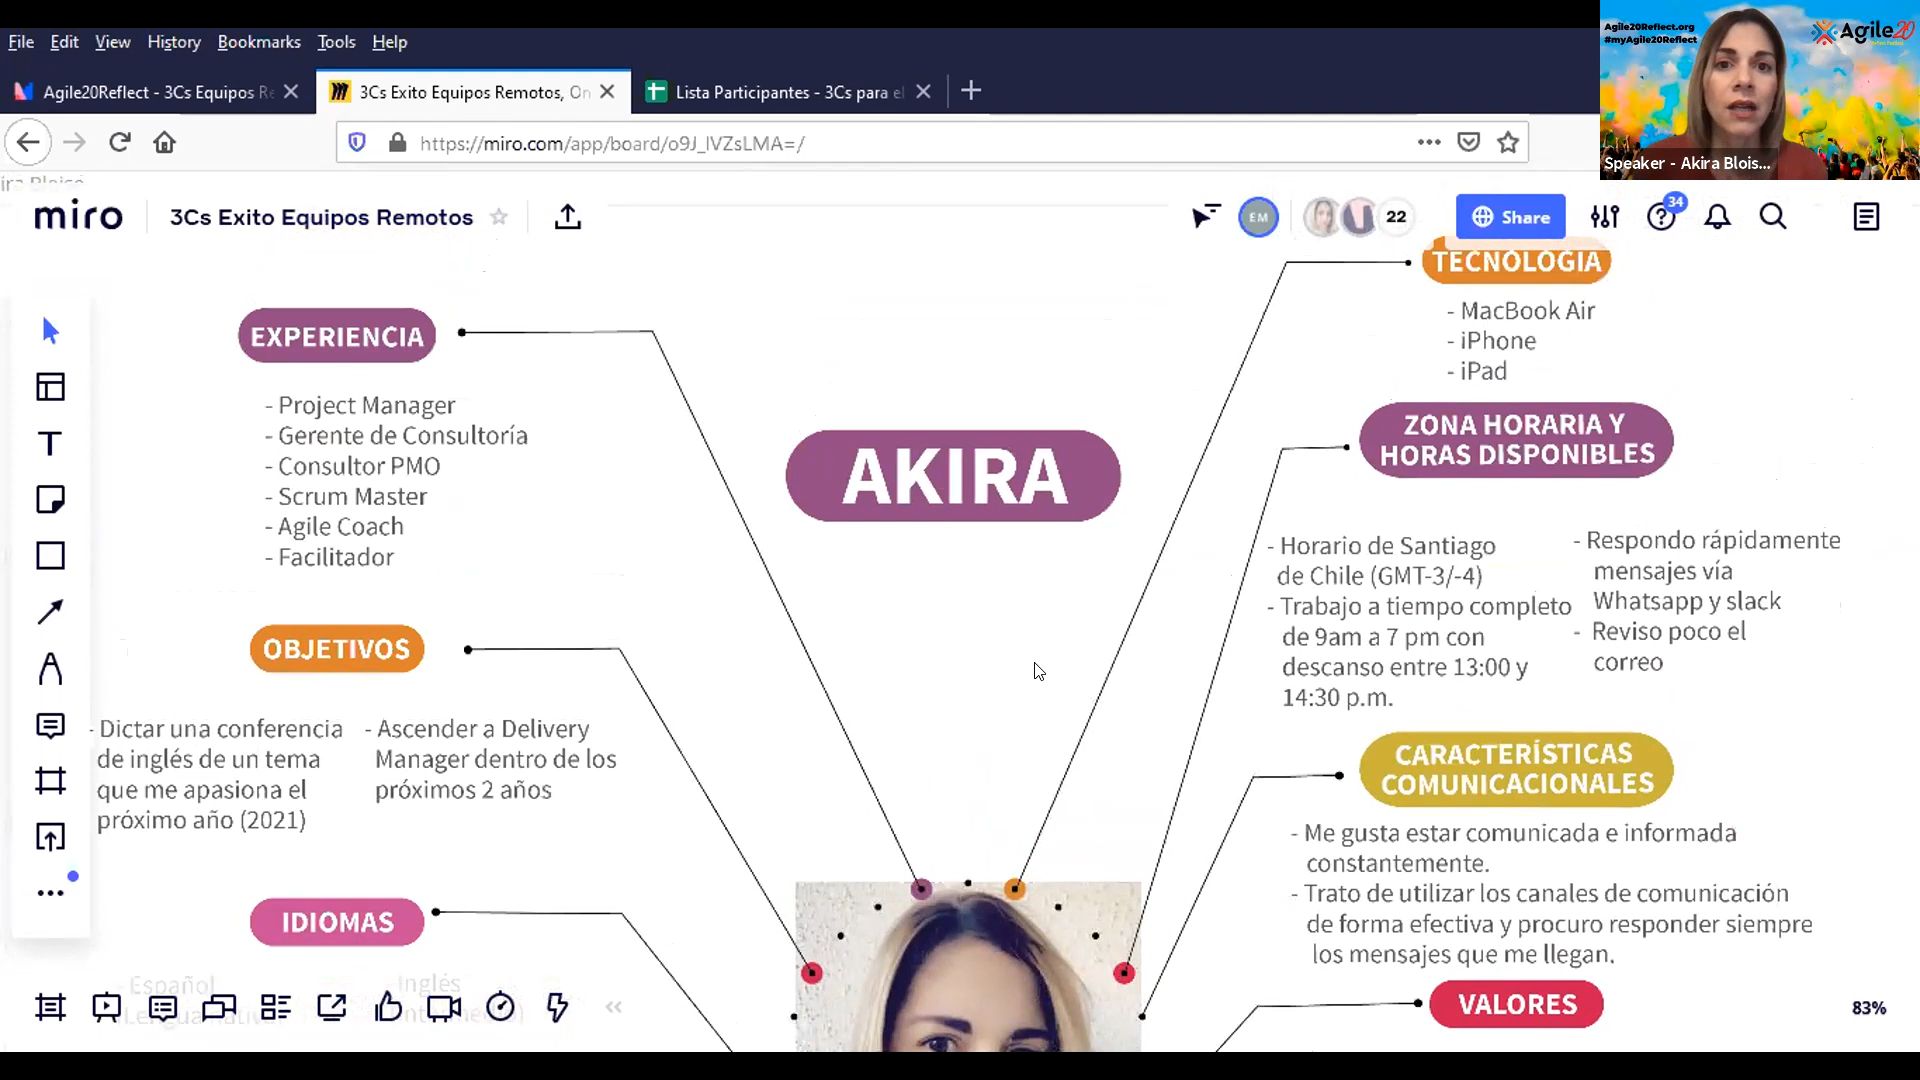 File Edit View History Bookmarks Tools Help
Agile20Reflect.org
#myAgile20Reflect
Agile20
Speaker - Akira Blois...
Agile20Reflect - 3Cs Equipos Re
3Cs Exito Equipos Remotos, On
Lista Participantes - 3Cs para el
https://miro.com/app/board/o9J_lVZsLMA=/
miro
3Cs Exito Equipos Remotos
EM
22
Share
34
EXPERIENCIA
- Project Manager
- Gerente de Consultoría
- Consultor PMO
- Scrum Master
- Agile Coach
- Facilitador
OBJETIVOS
- Dictar una conferencia
de inglés de un tema
que me apasiona el
próximo año (2021)
- Ascender a Delivery
Manager dentro de los
próximos 2 años
IDIOMAS
- Español
- Inglés
AKIRA
TECNOLOGIA
- MacBook Air
- iPhone
- iPad
ZONA HORARIA Y
HORAS DISPONIBLES
- Horario de Santiago
de Chile (GMT-3/-4)
- Trabajo a tiempo completo
de 9am a 7 pm con
descanso entre 13:00 y
14:30 p.m.
- Respondo rápidamente
mensajes vía
Whatsapp y slack
- Reviso poco el
correo
CARACTERÍSTICAS
COMUNICACIONALES
- Me gusta estar comunicada e informada
constantemente.
- Trato de utilizar los canales de comunicación
de forma efectiva y procuro responder siempre
los mensajes que me llegan.
VALORES
83%